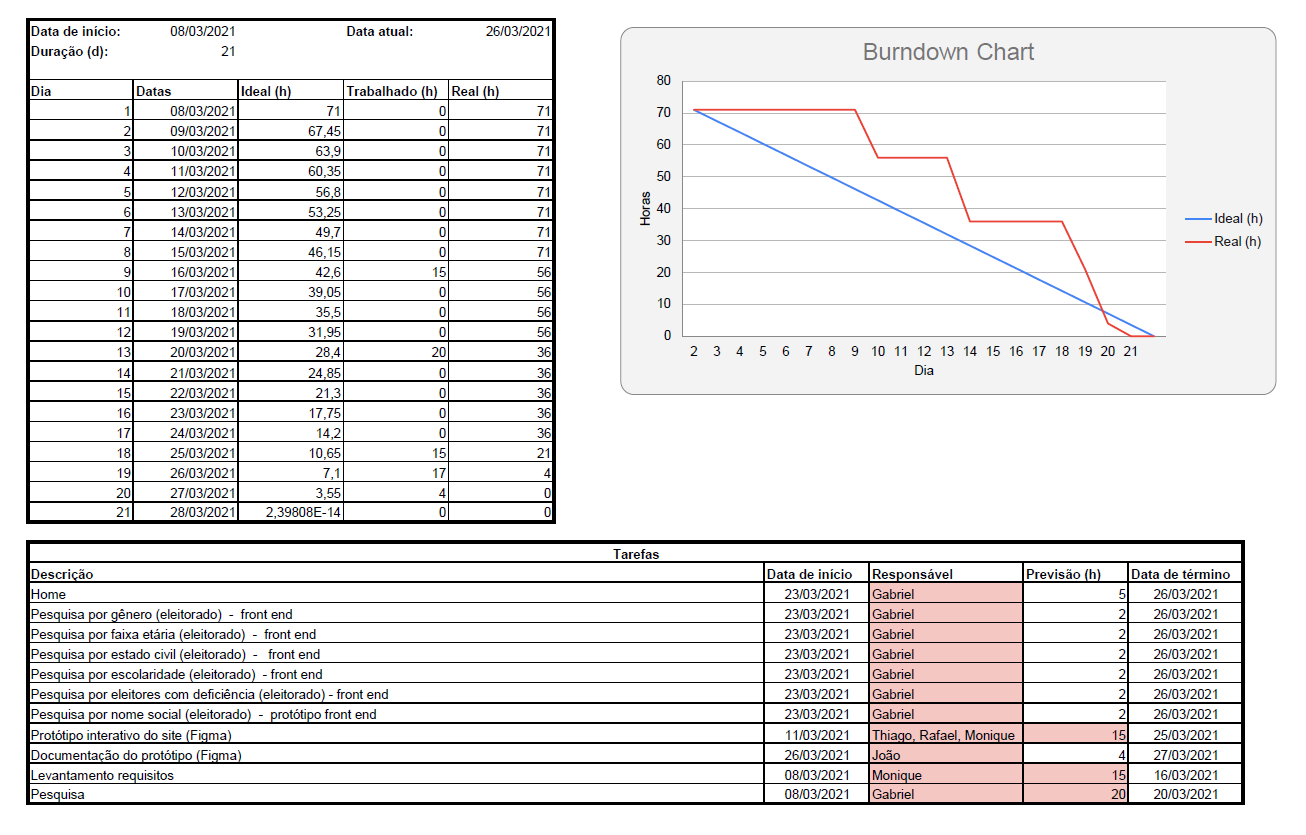 Data de início: 08/03/2021 Data atual: 26/03/2021
Duração (d): 21
Dia Datas Ideal (h) Trabalhado (h) Real (h)
1 08/03/2021 71 0 71
2 09/03/2021 67,45 0 71
3 10/03/2021 63,9 0 71
4 11/03/2021 60,35 0 71
5 12/03/2021 56,8 0 71
6 13/03/2021 53,25 0 71
7 14/03/2021 49,7 0 71
8 15/03/2021 46,15 0 71
9 16/03/2021 42,6 15 56
10 17/03/2021 39,05 0 56
11 18/03/2021 35,5 0 56
12 19/03/2021 31,95 0 56
13 20/03/2021 28,4 20 36
14 21/03/2021 24,85 0 36
15 22/03/2021 21,3 0 36
16 23/03/2021 17,75 0 36
17 24/03/2021 14,2 0 36
18 25/03/2021 10,65 15 21
19 26/03/2021 7,1 17 4
20 27/03/2021 3,55 4 0
21 28/03/2021 2,39808E-14 0 0
Burndown Chart
80
70
60
50
40
30
20
10
0
Horas
2 3 4 5 6 7 8 9 10 11 12 13 14 15 16 17 18 19 20 21
Dia
Ideal (h)
Real (h)
Tarefas
Descrição Data de início Responsável Previsão (h) Data de término
Home 23/03/2021 Gabriel 5 26/03/2021
Pesquisa por gênero (eleitorado) - front end 23/03/2021 Gabriel 2 26/03/2021
Pesquisa por faixa etária (eleitorado) - front end 23/03/2021 Gabriel 2 26/03/2021
Pesquisa por estado civil (eleitorado) - front end 23/03/2021 Gabriel 2 26/03/2021
Pesquisa por escolaridade (eleitorado) - front end 23/03/2021 Gabriel 2 26/03/2021
Pesquisa por eleitores com deficiência (eleitorado) - front end 23/03/2021 Gabriel 2 26/03/2021
Pesquisa por nome social (eleitorado) - protótipo front end 23/03/2021 Gabriel 2 26/03/2021
Protótipo interativo do site (Figma) 11/03/2021 Thiago, Rafael, Monique 15 25/03/2021
Documentação do protótipo (Figma) 26/03/2021 João 4 27/03/2021
Levantamento requisitos 08/03/2021 Monique 15 16/03/2021
Pesquisa 08/03/2021 Gabriel 20 20/03/2021